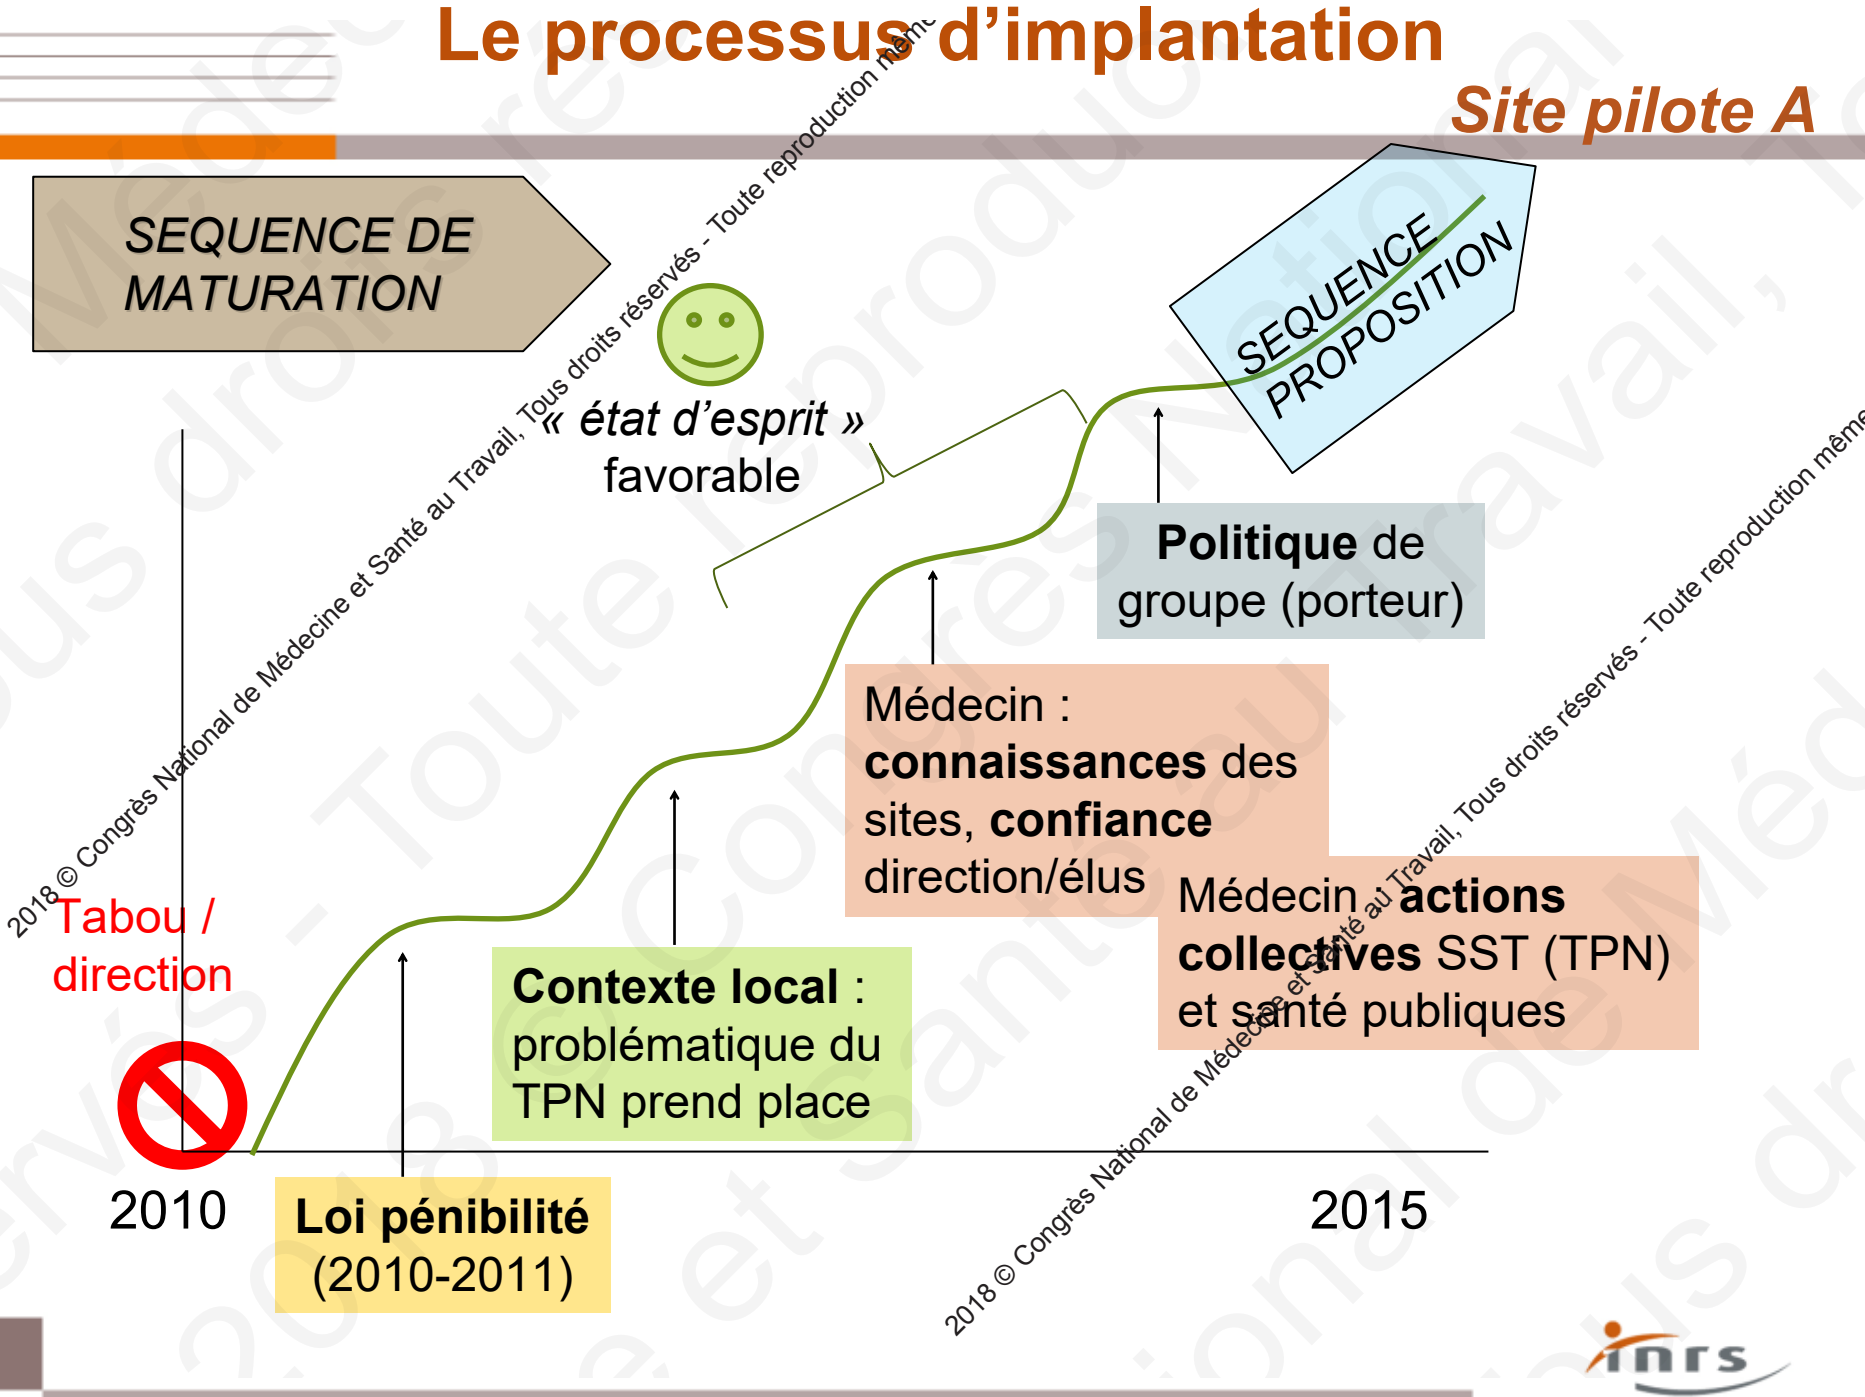 Le processus d’implantation
Site pilote A
SEQUENCE DE
MATURATION
SEQUENCE
PROPOSITION
« état d’esprit »
favorable
Politique de
groupe (porteur)
Médecin :
connaissances des
sites, confiance
direction/élus
Médecin : actions
collectives SST (TPN)
et santé publiques
Tabou /
direction
Contexte local :
problématique du
TPN prend place
2010
2015
Loi pénibilité
(2010-2011)
2018 © Congrès National de Médecine et Santé au Travail, Tous droits réservés - Toute reproduction même
2018 © Congrès National de Médecine et Santé au Travail, Tous droits réservés - Toute reproduction même
inrs